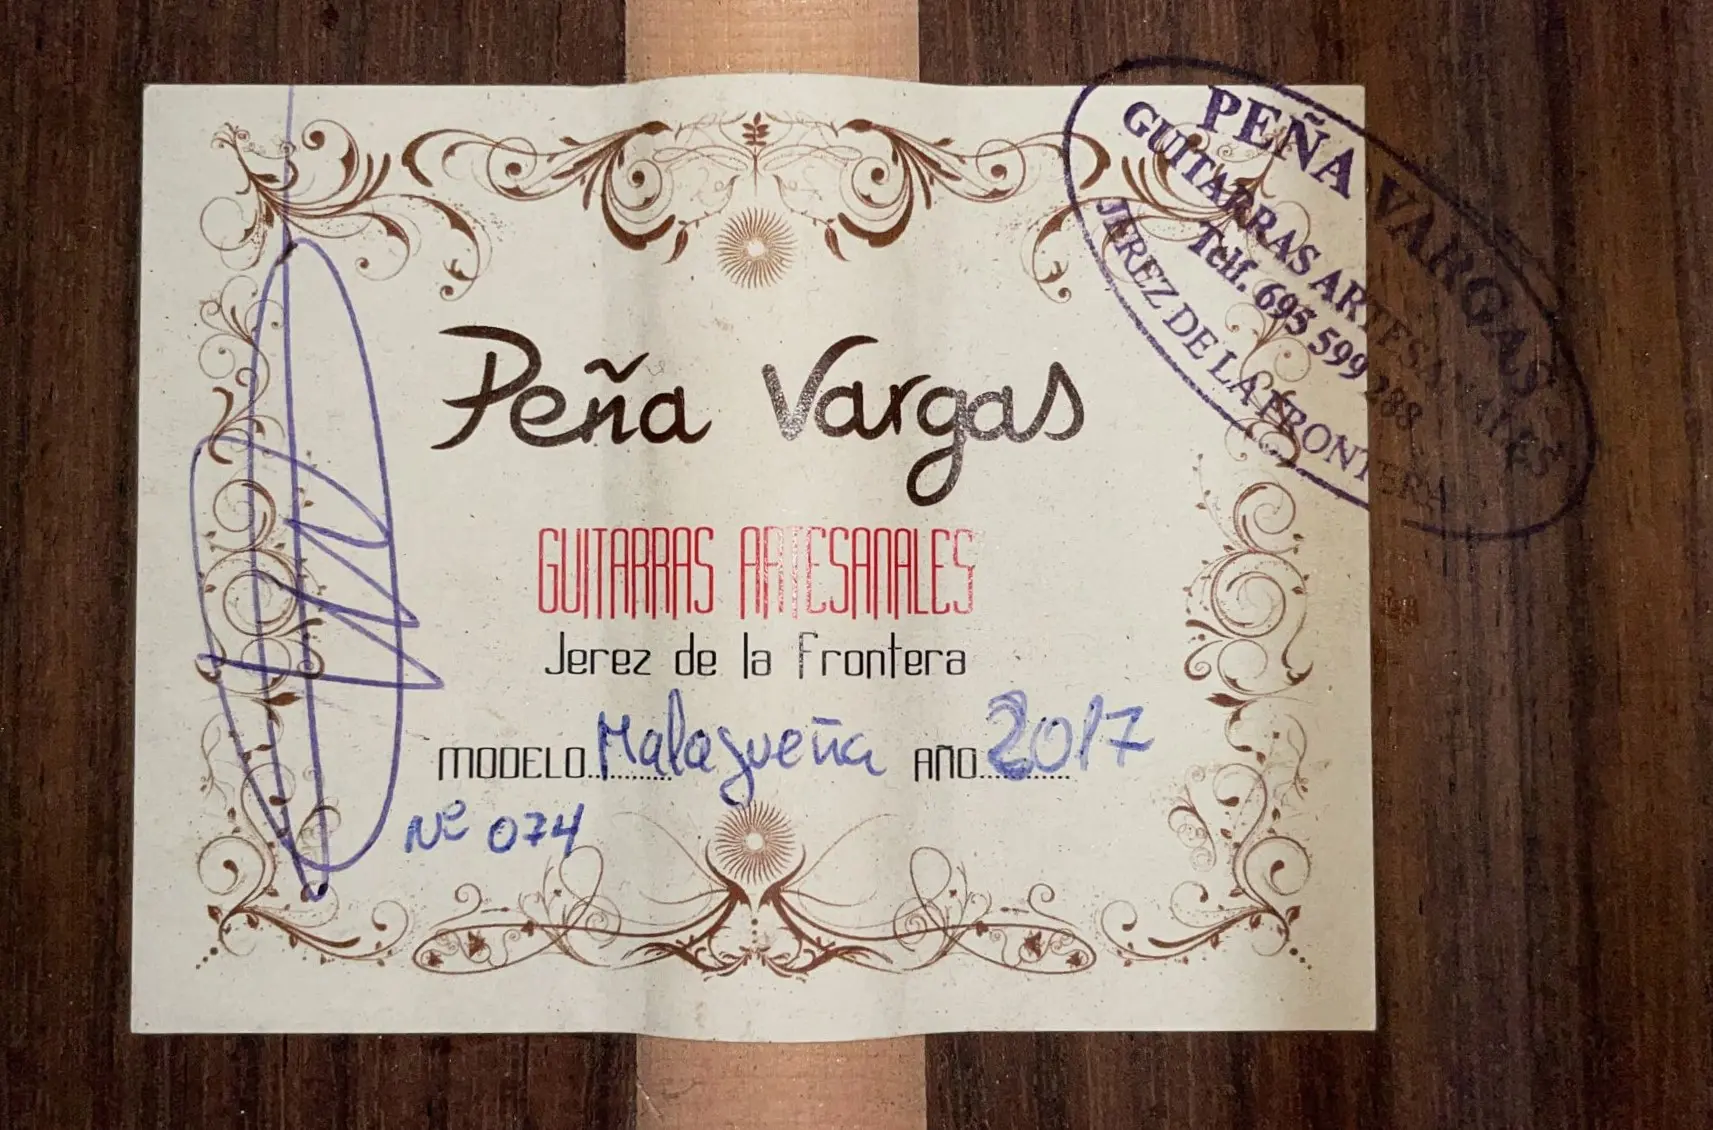 Peña Vargas
GUITARRAS ARTESANALES
Jerez de la Frontera
MODELO Malagueña AÑO 2017
Nº 074
PEÑA VARGAS
GUITARRAS ARTESANALES
Telf. 695 599 288
JEREZ DE LA FRONTERA